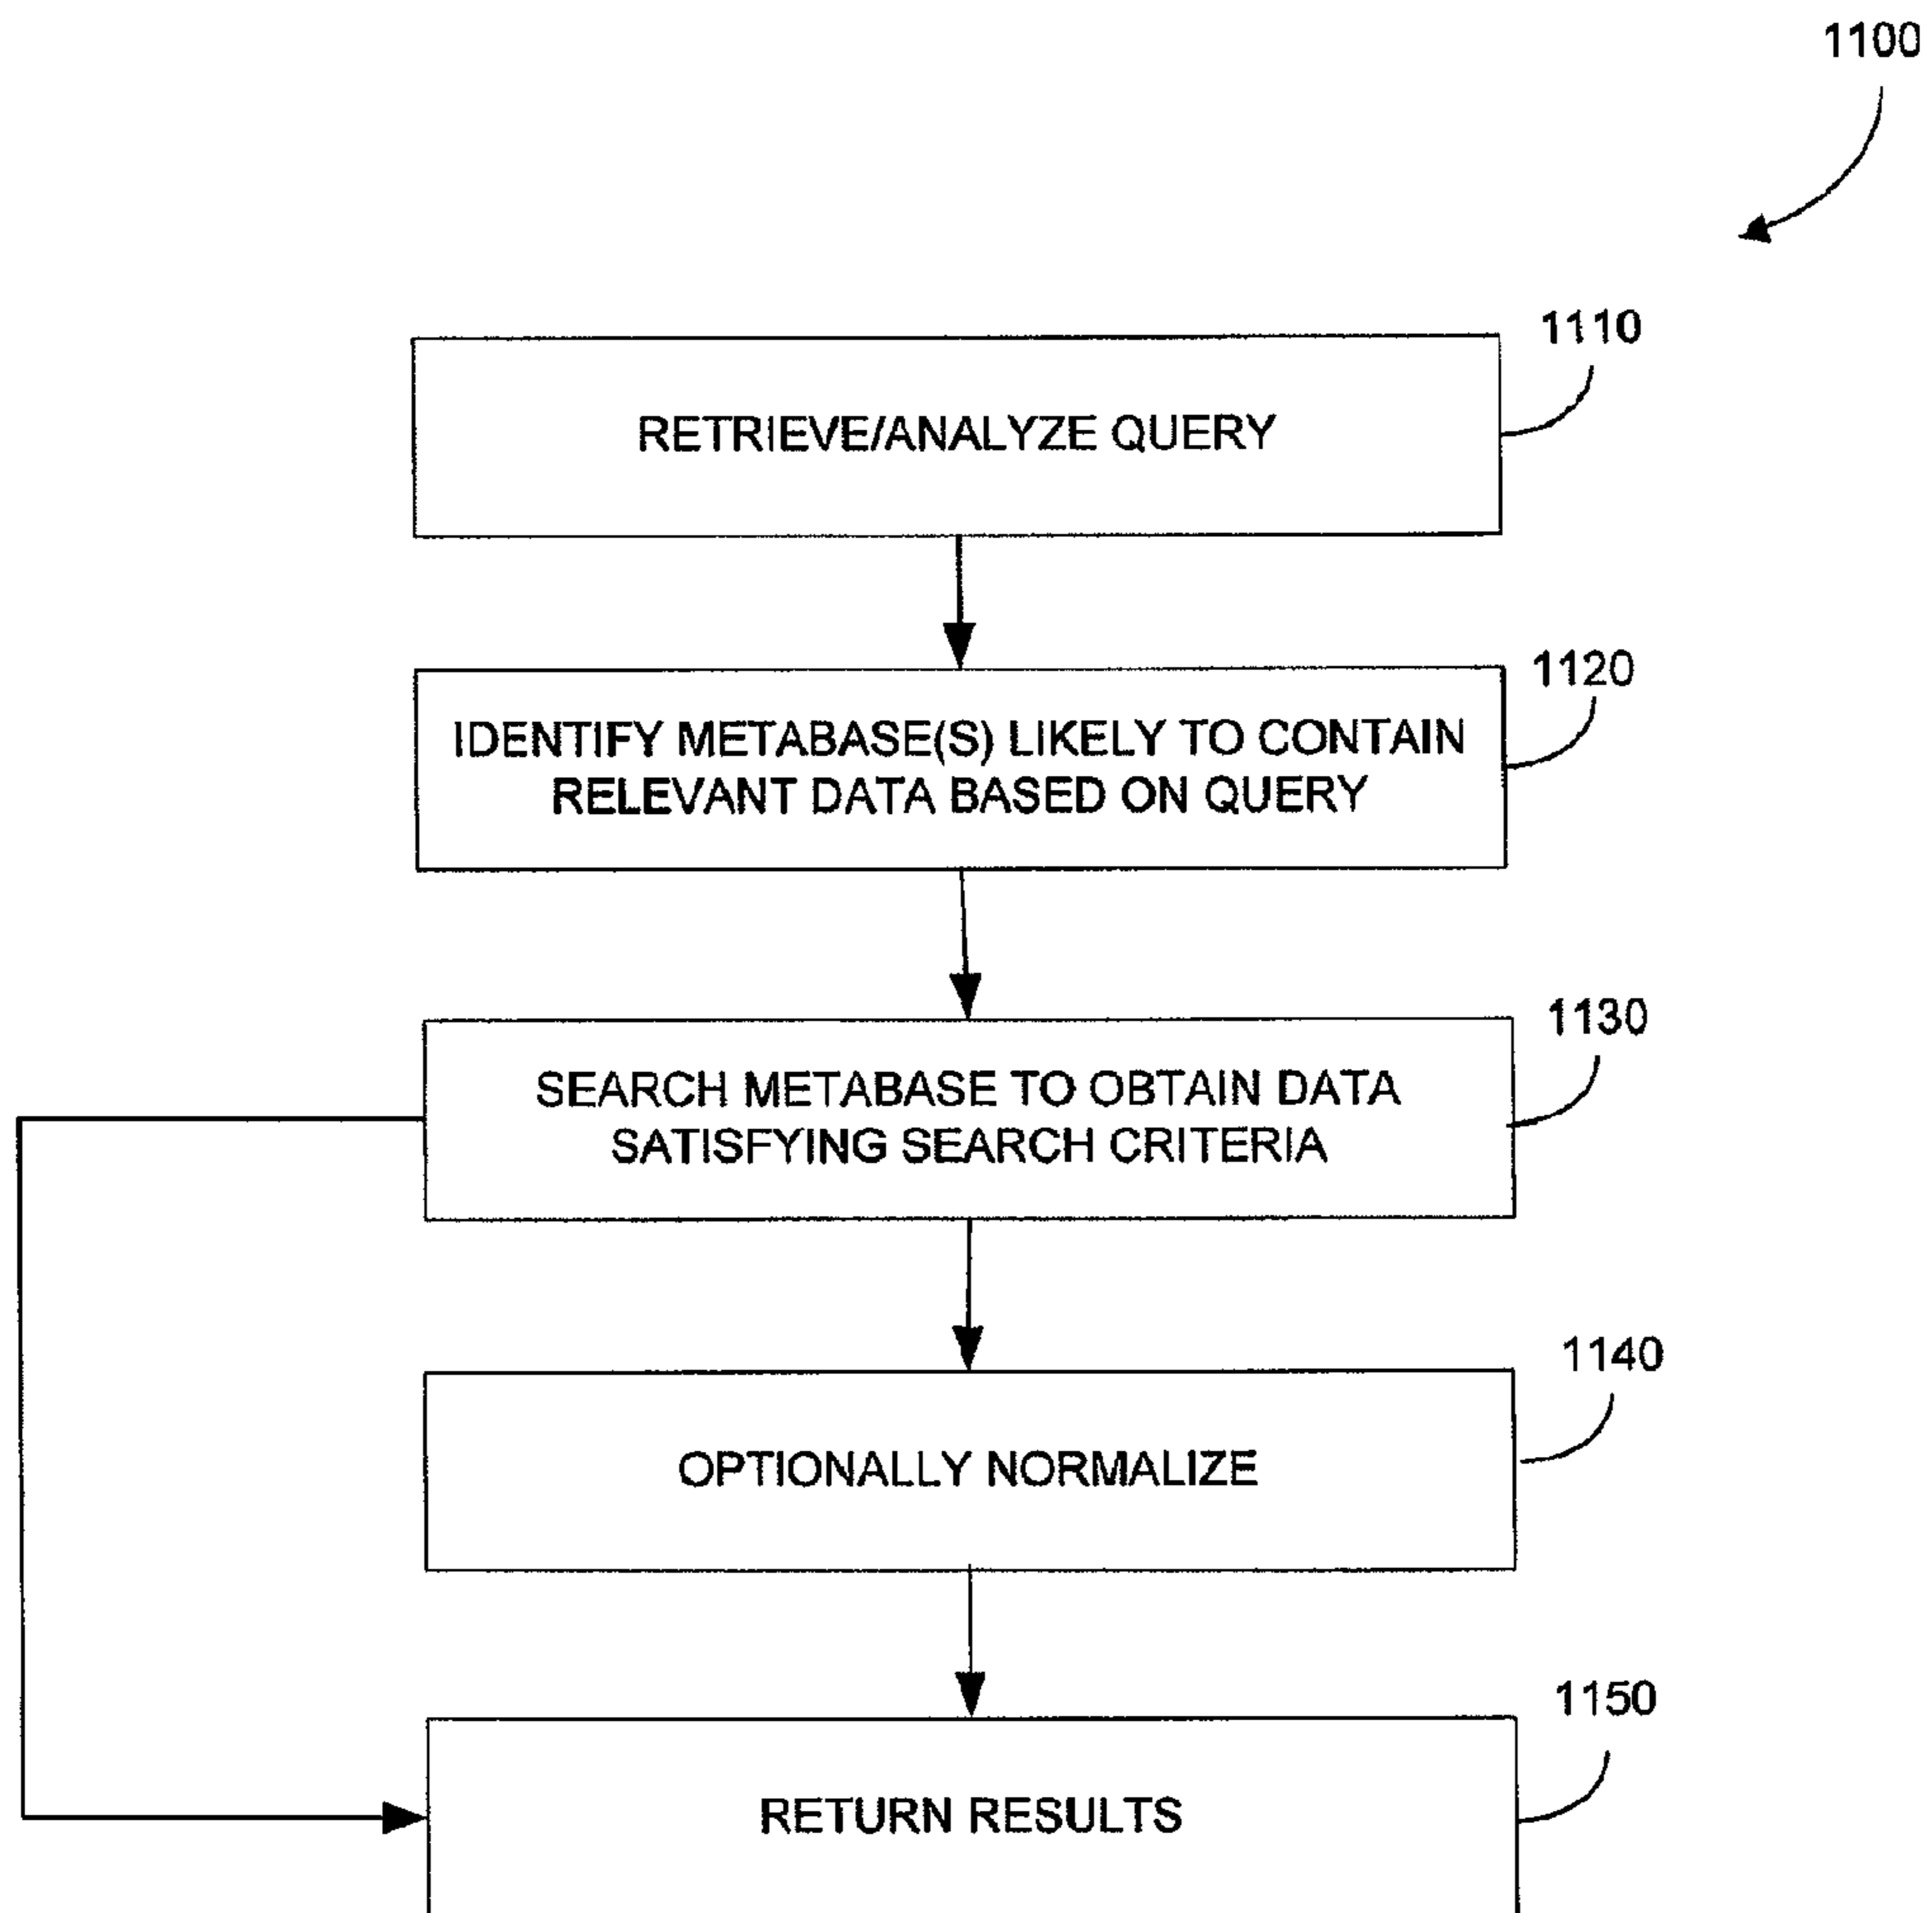 1100
1110
RETRIEVE/ANALYZE QUERY
1120
IDENTIFY METABASE(S) LIKELY TO CONTAIN
RELEVANT DATA BASED ON QUERY
1130
SEARCH METABASE TO OBTAIN DATA
SATISFYING SEARCH CRITERIA
1140
OPTIONALLY NORMALIZE
1150
RETURN RESULTS